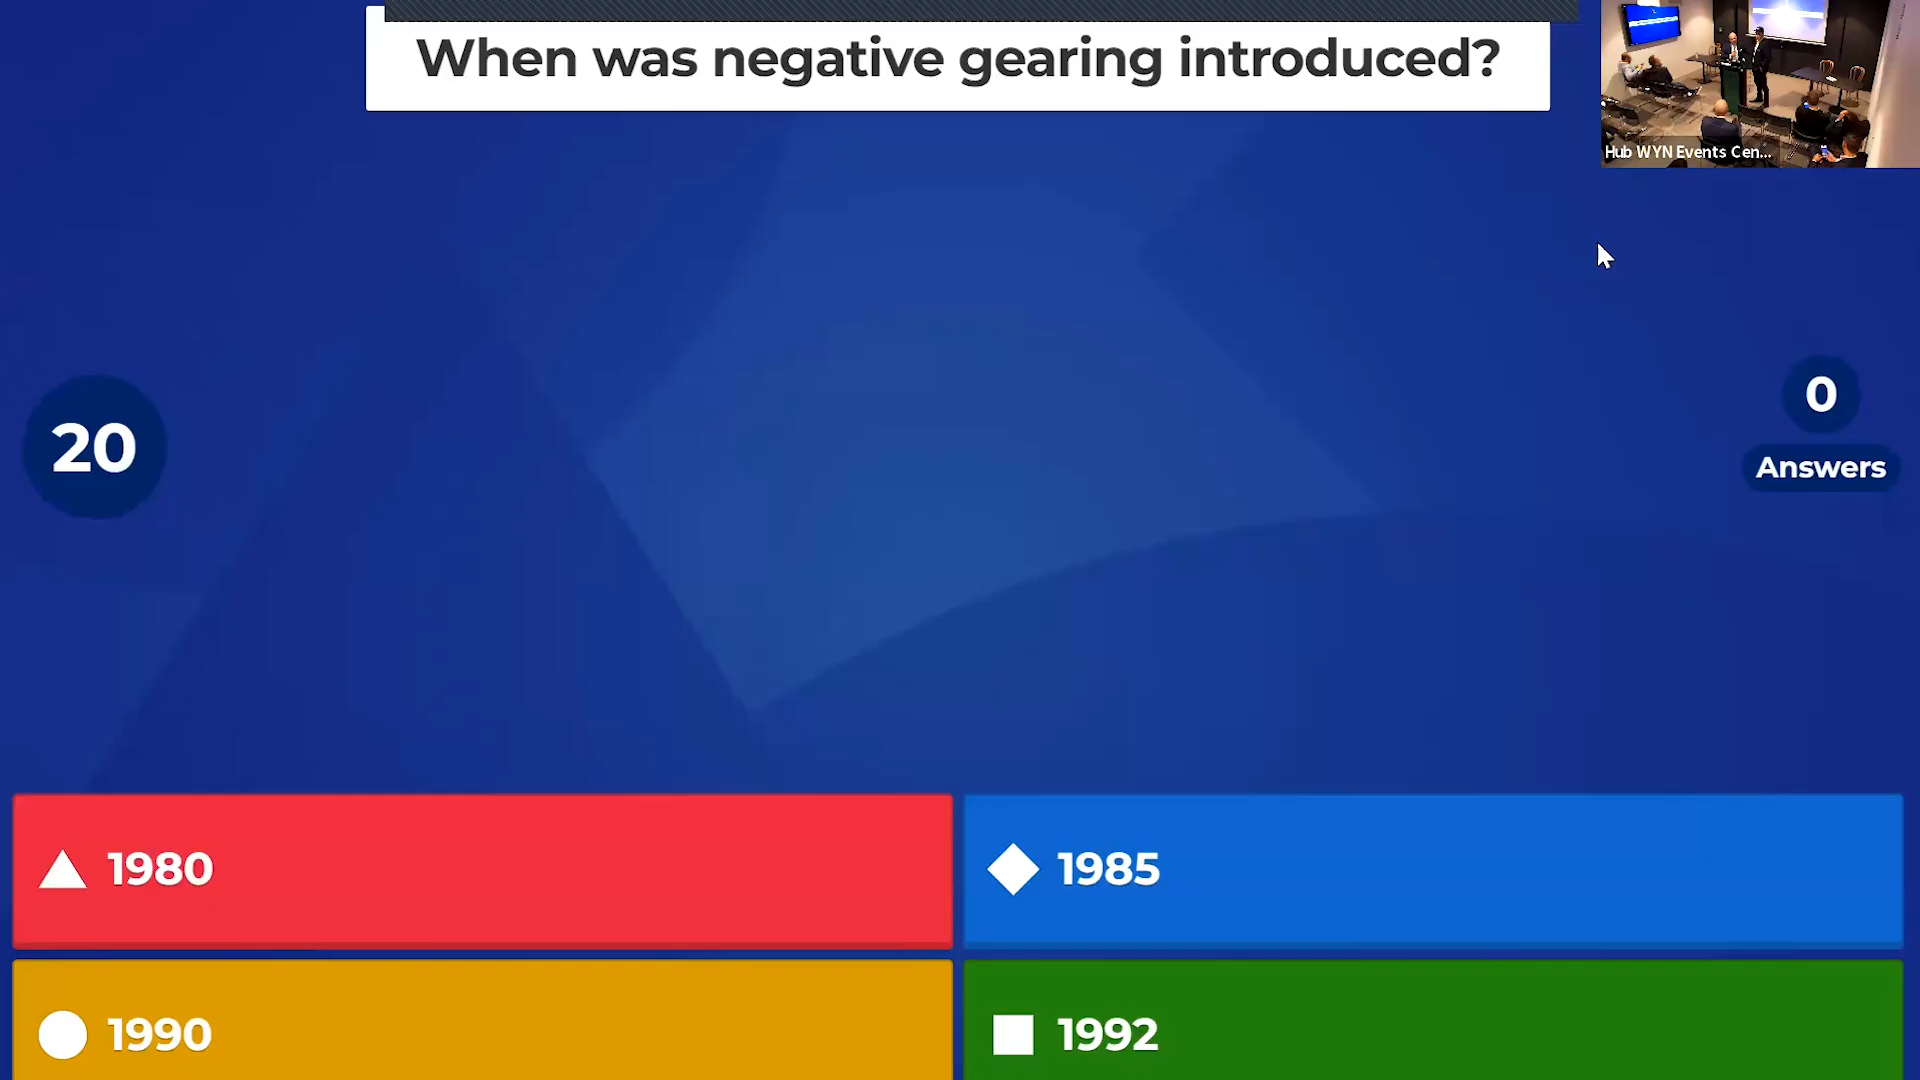 When was negative gearing introduced?
Hub WYN Events Cen...
20
0
Answers
1980
1985
1990
1992